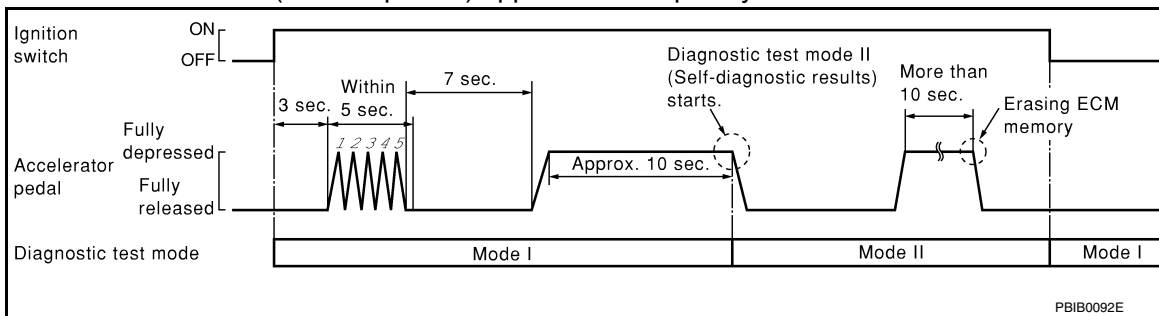 Ignition
switch
ON
OFF
3 sec.
Within
5 sec.
7 sec.
Diagnostic test mode II
(Self-diagnostic results)
starts.
More than
10 sec.
Erasing ECM
memory
Accelerator
pedal
Fully
depressed
Fully
released
1 2 3 4 5
Approx. 10 sec.
Diagnostic test mode
Mode I
Mode II
Mode I
PBIB0092E